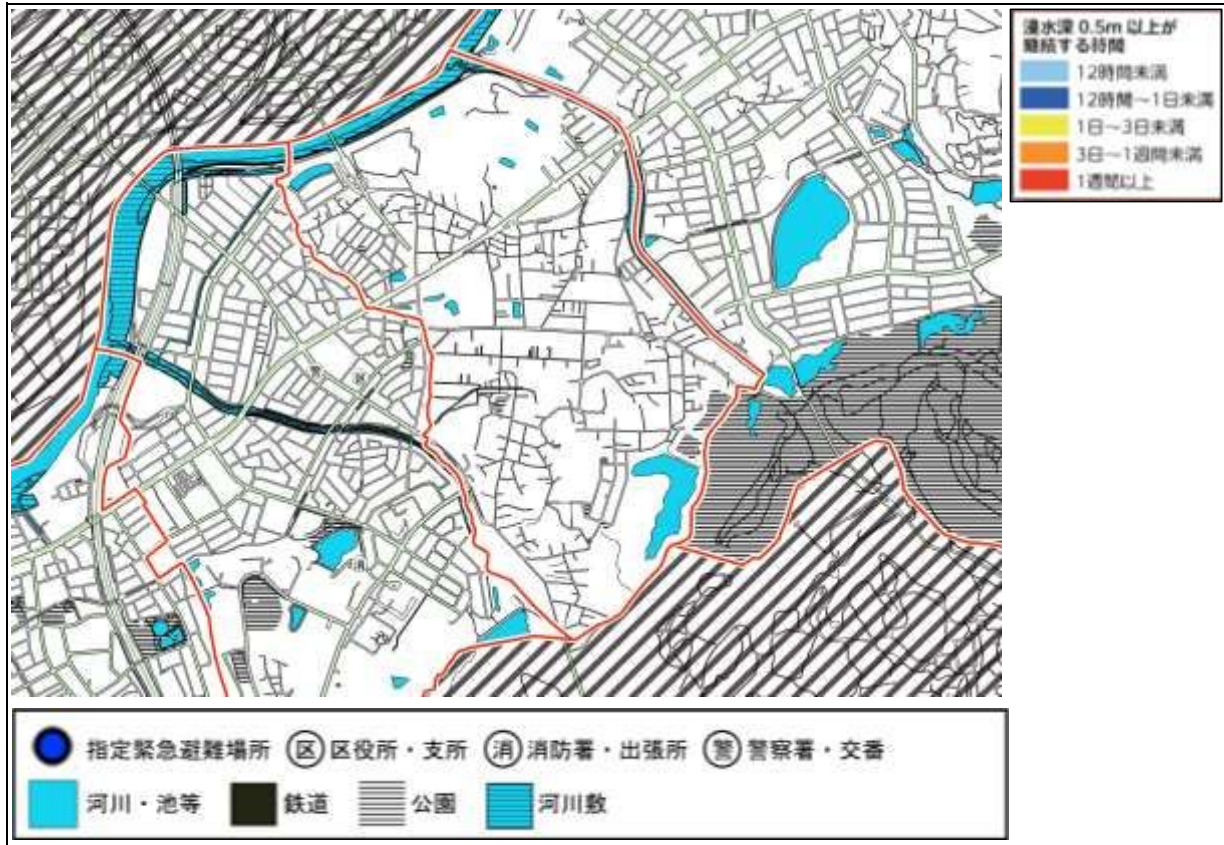 浸水深 0.5m 以上が
継続する時間
12時間未満
12時間～1日未満
1日～3日未満
3日～1週間未満
1週間以上
消
指定緊急避難場所 区 区役所・支所 消 消防署・出張所 警 警察署・交番
河川・池等 鉄道 公園 河川敷